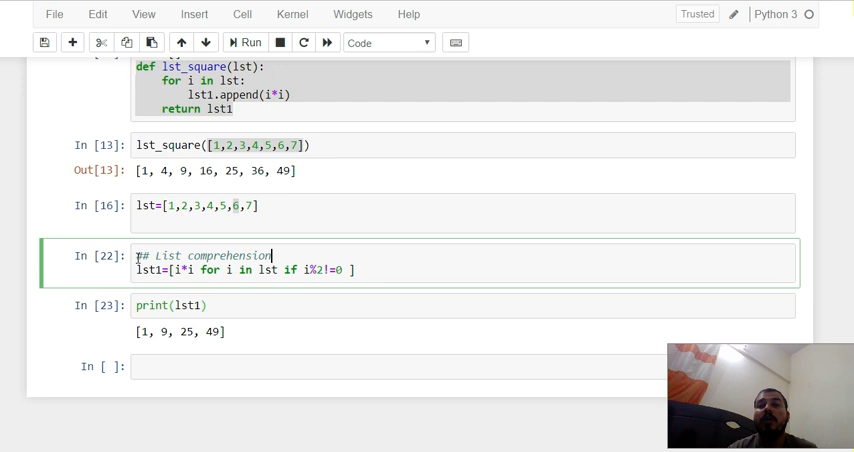 File Edit View Insert Cell Kernel Widgets Help Trusted Python 3
Run Code
def lst_square(lst):
for i in lst:
lst1.append(i*i)
return lst1
In [13]: lst_square([1,2,3,4,5,6,7])
Out[13]: [1, 4, 9, 16, 25, 36, 49]
In [16]: lst=[1,2,3,4,5,6,7]
In [22]: ## List comprehension
lst1=[i*i for i in lst if i%2!=0 ]
In [23]: print(lst1)
[1, 9, 25, 49]
In [ ]: